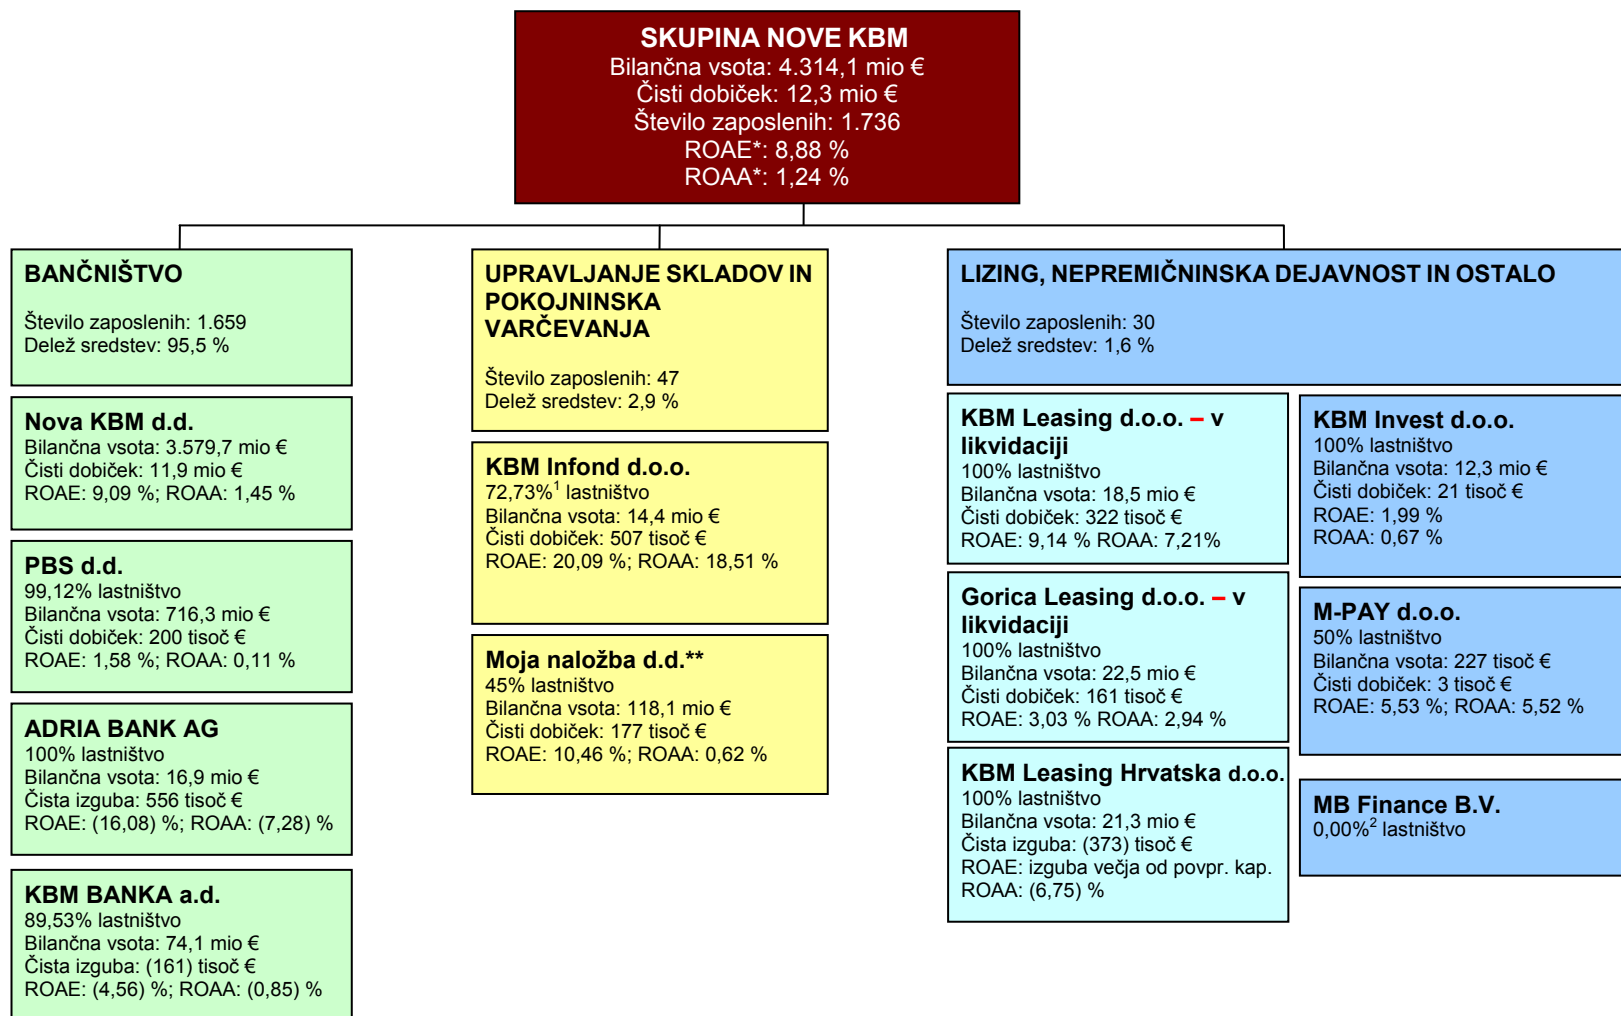 SKUPINA NOVE KBM
Bilančna vsota: 4.314,1 mio €
Čisti dobiček: 12,3 mio €
Število zaposlenih: 1.736
ROAE*: 8,88 %
ROAA*: 1,24 %
BANČNIŠTVO
Število zaposlenih: 1.659
Delež sredstev: 95,5 %
Nova KBM d.d.
Bilančna vsota: 3.579,7 mio €
Čisti dobiček: 11,9 mio €
ROAE: 9,09 %; ROAA: 1,45 %
PBS d.d.
99,12% lastništvo
Bilančna vsota: 716,3 mio €
Čisti dobiček: 200 tisoč €
ROAE: 1,58 %; ROAA: 0,11 %
ADRIA BANK AG
100% lastništvo
Bilančna vsota: 16,9 mio €
Čista izguba: 556 tisoč €
ROAE: (16,08) %; ROAA: (7,28) %
KBM BANKA a.d.
89,53% lastništvo
Bilančna vsota: 74,1 mio €
Čista izguba: (161) tisoč €
ROAE: (4,56) %; ROAA: (0,85) %
UPRAVLJANJE SKLADOV IN
POKOJNINSKA
VARČEVANJA
Število zaposlenih: 47
Delež sredstev: 2,9 %
KBM Infond d.o.o.
72,73%¹ lastništvo
Bilančna vsota: 14,4 mio €
Čisti dobiček: 507 tisoč €
ROAE: 20,09 %; ROAA: 18,51 %
Moja naložba d.d.**
45% lastništvo
Bilančna vsota: 118,1 mio €
Čisti dobiček: 177 tisoč €
ROAE: 10,46 %; ROAA: 0,62 %
LIZING, NEPREMIČNINSKA DEJAVNOST IN OSTALO
Število zaposlenih: 30
Delež sredstev: 1,6 %
KBM Leasing d.o.o. – v
likvidaciji
100% lastništvo
Bilančna vsota: 18,5 mio €
Čisti dobiček: 322 tisoč €
ROAE: 9,14 % ROAA: 7,21%
Gorica Leasing d.o.o. – v
likvidaciji
100% lastništvo
Bilančna vsota: 22,5 mio €
Čisti dobiček: 161 tisoč €
ROAE: 3,03 % ROAA: 2,94 %
KBM Leasing Hrvatska d.o.o.
100% lastništvo
Bilančna vsota: 21,3 mio €
Čista izguba: (373) tisoč €
ROAE: izguba večja od povpr. kap.
ROAA: (6,75) %
KBM Invest d.o.o.
100% lastništvo
Bilančna vsota: 12,3 mio €
Čisti dobiček: 21 tisoč €
ROAE: 1,99 %
ROAA: 0,67 %
M-PAY d.o.o.
50% lastništvo
Bilančna vsota: 227 tisoč €
Čisti dobiček: 3 tisoč €
ROAE: 5,53 %; ROAA: 5,52 %
MB Finance B.V.
0,00%² lastništvo